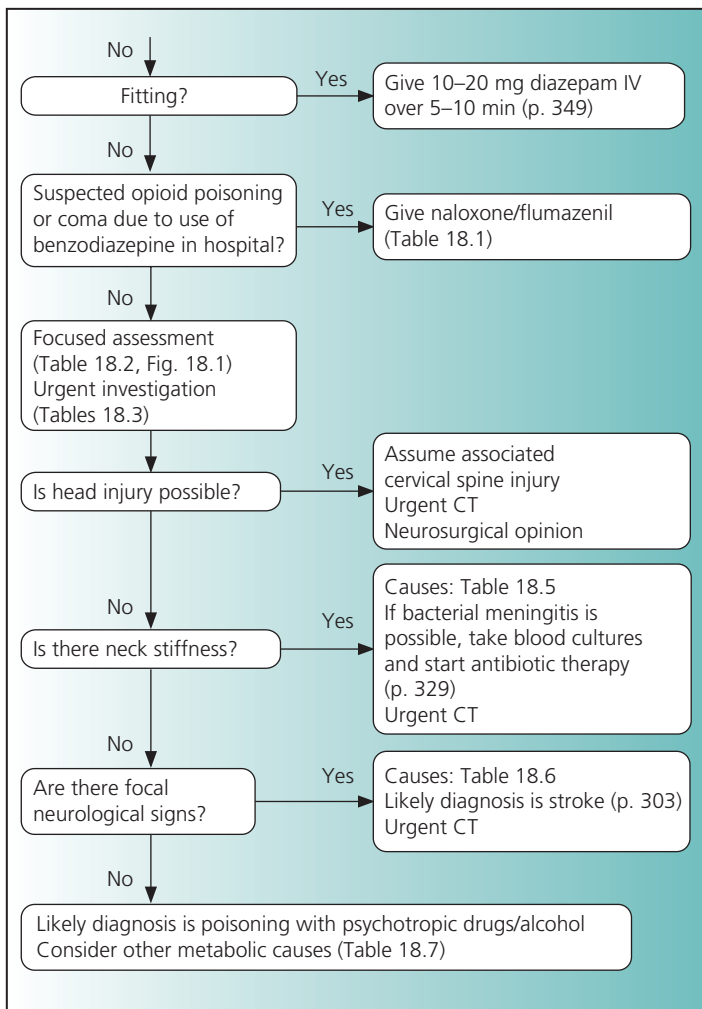 No
Fitting?
Yes
Give 10–20 mg diazepam IV
over 5–10 min (p. 349)
No
Suspected opioid poisoning
or coma due to use of
benzodiazepine in hospital?
Yes
Give naloxone/flumazenil
(Table 18.1)
No
Focused assessment
(Table 18.2, Fig. 18.1)
Urgent investigation
(Tables 18.3)
Is head injury possible?
Yes
Assume associated
cervical spine injury
Urgent CT
Neurosurgical opinion
No
Is there neck stiffness?
Yes
Causes: Table 18.5
If bacterial meningitis is
possible, take blood cultures
and start antibiotic therapy
(p. 329)
Urgent CT
No
Are there focal
neurological signs?
Yes
Causes: Table 18.6
Likely diagnosis is stroke (p. 303)
Urgent CT
No
Likely diagnosis is poisoning with psychotropic drugs/alcohol
Consider other metabolic causes (Table 18.7)